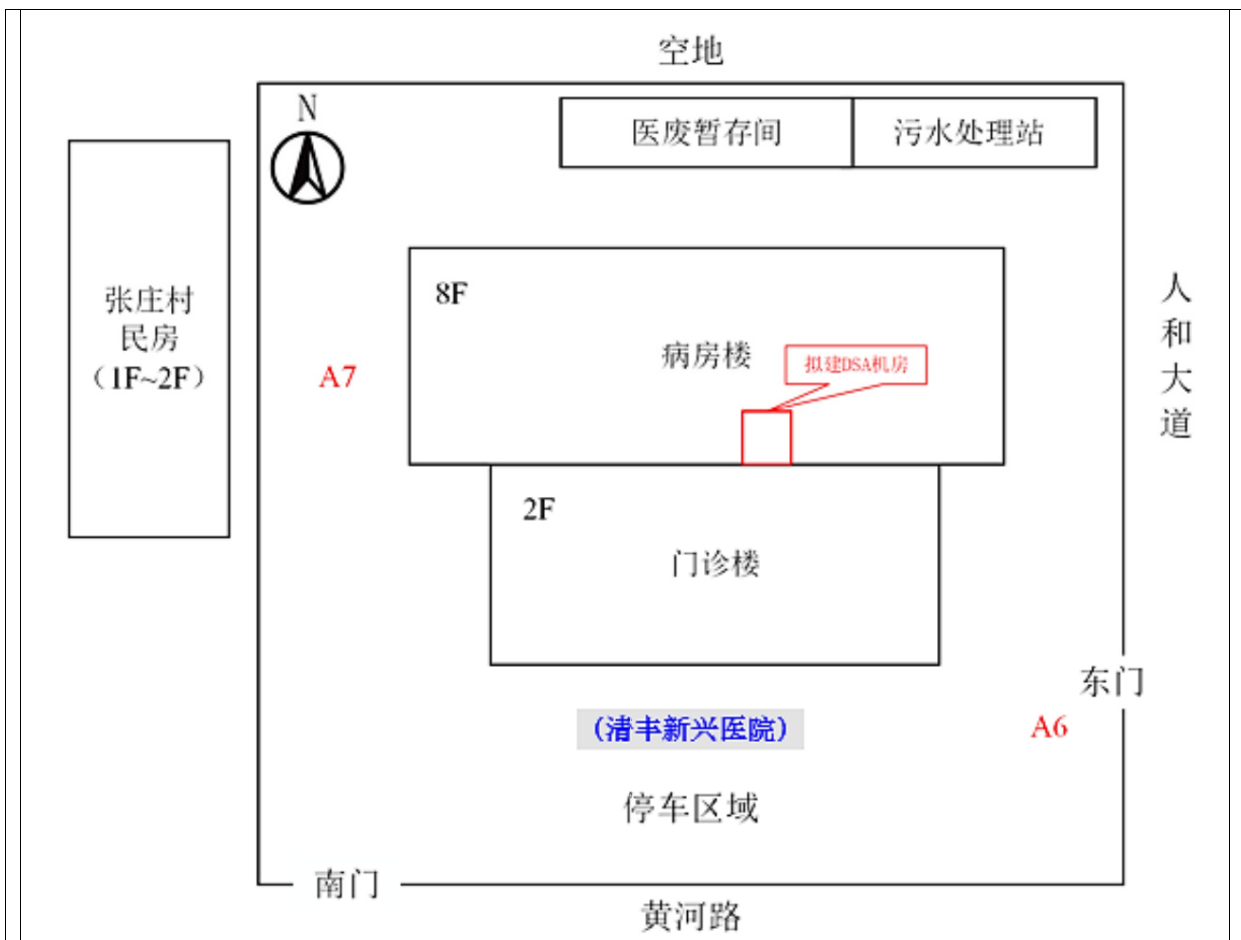 空地
N
医废暂存间
污水处理站
张庄村
民房
（1F~2F）
8F
病房楼
拟建DSA机房
A7
人和大道
2F
门诊楼
东门
（清丰新兴医院）
A6
停车区域
南门
黄河路